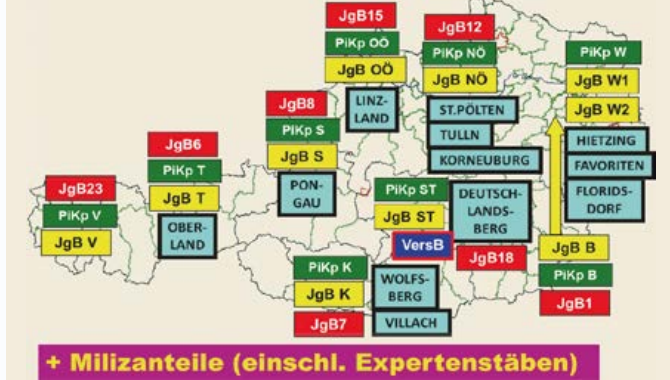 JgB15
PiKp OÖ
JgB OÖ
LINZ-
LAND
JgB12
PiKp NÖ
JgB NÖ
ST.PÖLTEN
TULLN
KORNEUBURG
PiKp W
JgB W1
JgB W2
HIETZING
FAVORITEN
FLORIDS-
DORF
JgB8
PiKp S
JgB S
PON-
GAU
JgB6
PiKp T
JgB T
OBER-
LAND
JgB23
PiKp V
JgB V
PiKp ST
JgB ST
VersB
DEUTSCH-
LANDS-
BERG
JgB18
JgB B
PiKp B
JgB1
PiKp K
JgB K
JgB7
WOLFS-
BERG
VILLACH
+ Milizanteile (einschl. Expertenstäben)